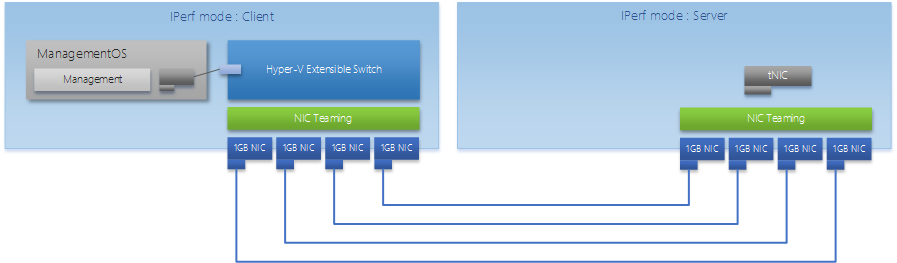 IPerf mode : Client
ManagementOS
Management
Hyper-V Extensible Switch
NIC Teaming
1GB NIC
1GB NIC
1GB NIC
1GB NIC
IPerf mode : Server
tNIC
NIC Teaming
1GB NIC
1GB NIC
1GB NIC
1GB NIC